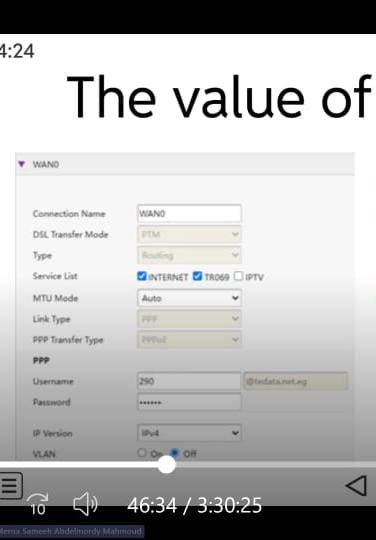 4:24
The value of
WAN0
Connection Name WAN0
DSL Transfer Mode PTM
Type Routing
Service List INTERNET TR069 IPTV
MTU Mode Auto
Link Type PPP
PPP Transfer Type PPPoE
PPP
Username 290 @tedata.net.eg
Password ••••••
IP Version IPv4
VLAN On Off
10 46:34 / 3:30:25
Merna Sameeh Abdelmordy Mahmoud